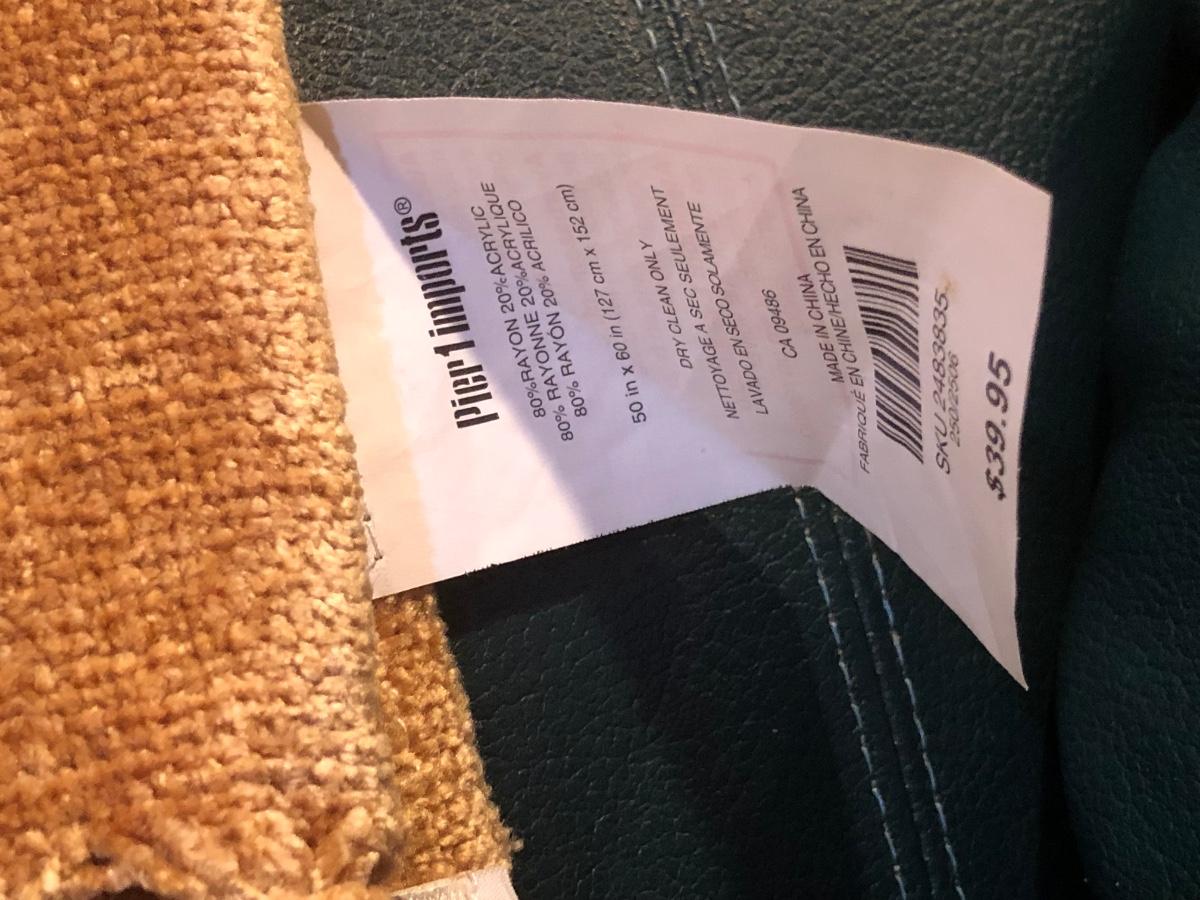 Pier 1 imports®
80%RAYON 20%ACRYLIC
80% RAYONNE 20%ACRYLIQUE
80% RAYÓN 20% ACRILICO
50 in x 60 in (127 cm x 152 cm)
DRY CLEAN ONLY
NETTOYAGE A SEC SEULEMENT
LAVADO EN SECO SOLAMENTE
CA 09486
MADE IN CHINA
FABRIQUÉ EN CHINE/HECHO EN CHINA
SKU 2483835
250/2506
$39.95